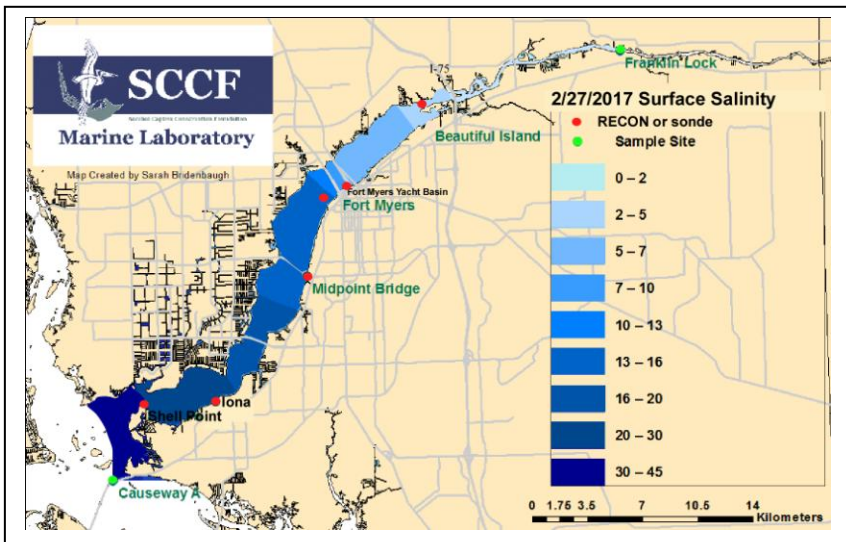 SCCF
Sanibel Captiva Conservation Foundation
Marine Laboratory
Map Created by Sarah Bridenbaugh
I-75
Franklin Lock
Beautiful Island
Fort Myers Yacht Basin
Fort Myers
Midpoint Bridge
Iona
Shell Point
Causeway A
2/27/2017 Surface Salinity
RECON or sonde
Sample Site
0 – 2
2 – 5
5 – 7
7 – 10
10 – 13
13 – 16
16 – 20
20 – 30
30 – 45
0 1.75 3.5 7 10.5 14
Kilometers